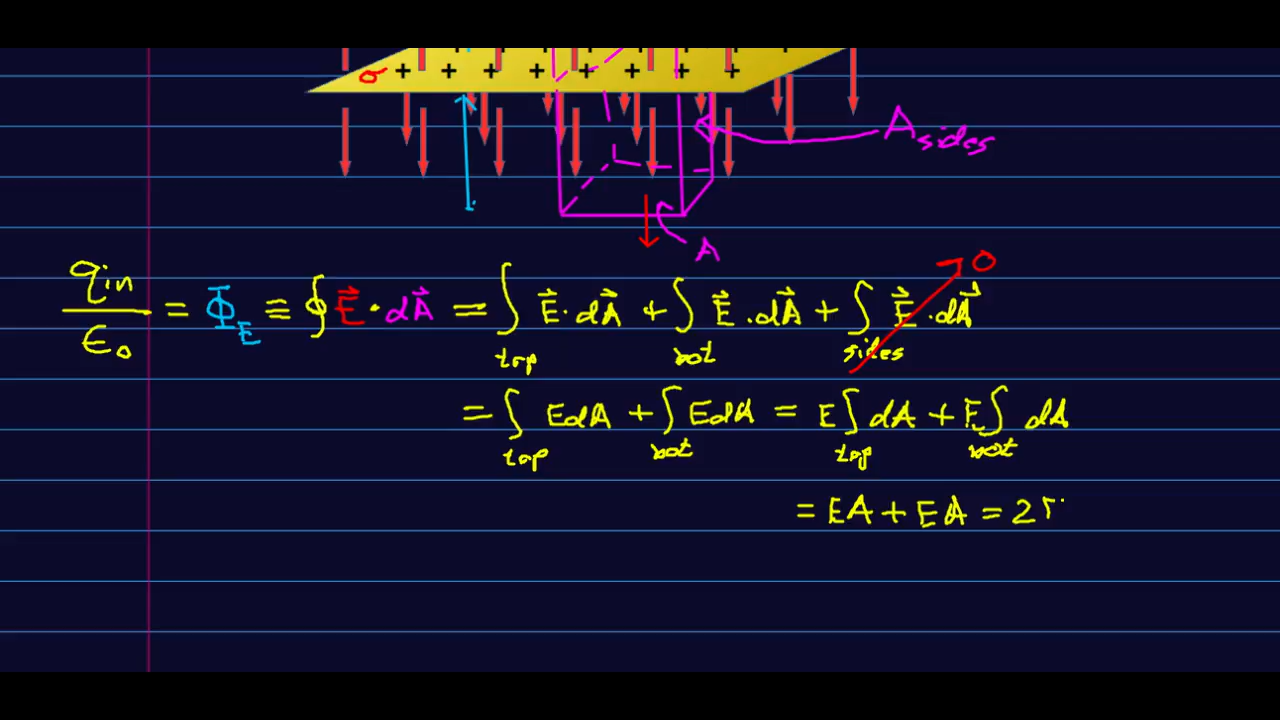 σ + + + + + + + +
A sides
A
q_in / ε₀ = Φ_E ≡ ∮ E⃗ · dA⃗ = ∫_top E⃗ · dA⃗ + ∫_bot E⃗ · dA⃗ + ∫_sides E⃗ · dA⃗ → 0
= ∫_top E dA + ∫_bot E dA = E ∫_top dA + E ∫_bot dA
= EA + EA = 2